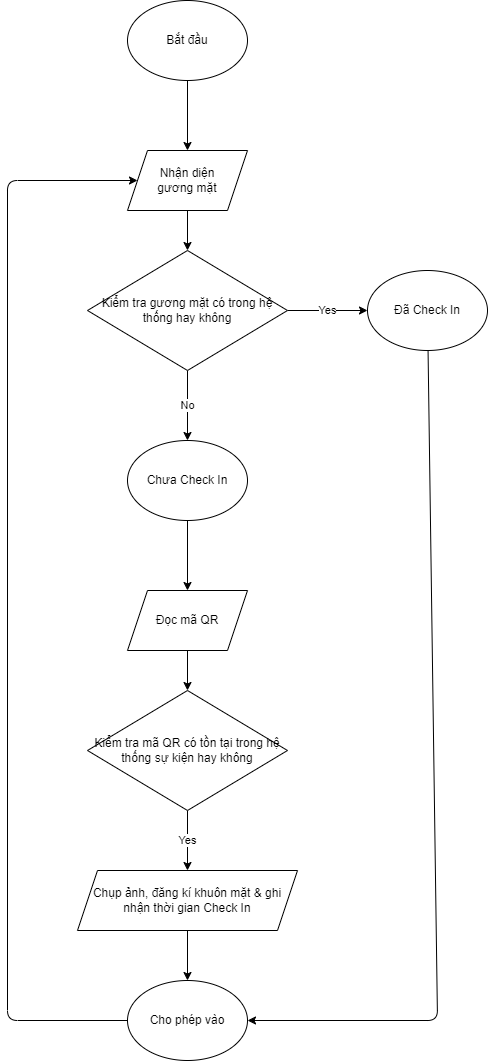 Bắt đầu
Nhận diện
gương mặt
Kiểm tra gương mặt có trong hệ
thống hay không
Yes
Đã Check In
No
Chưa Check In
Đọc mã QR
Kiểm tra mã QR có tồn tại trong hệ
thống sự kiện hay không
Yes
Chụp ảnh, đăng kí khuôn mặt & ghi
nhận thời gian Check In
Cho phép vào